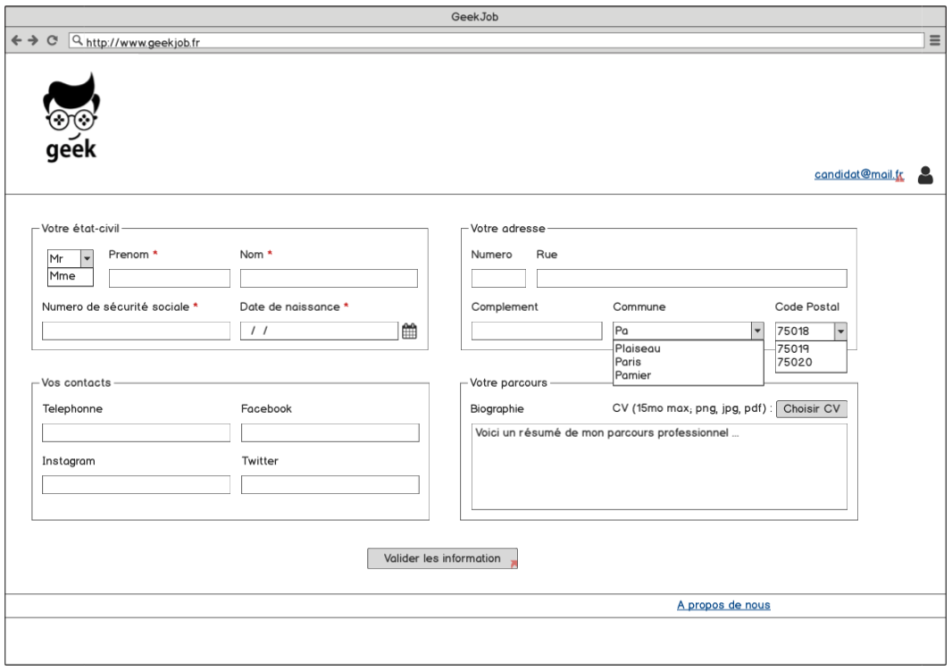 GeekJob
http://www.geekjob.fr
geek
candidat@mail.fr
Votre état-civil
Mr
Mme
Prenom *
Nom *
Numero de sécurité sociale *
Date de naissance *
/ /
Votre adresse
Numero
Rue
Complement
Commune
Code Postal
Pa
Plaiseau
Paris
Pamier
75018
75019
75020
Vos contacts
Telephonne
Facebook
Instagram
Twitter
Votre parcours
Biographie
CV (15mo max; png, jpg, pdf) :
Choisir CV
Voici un résumé de mon parcours professionnel ...
Valider les information
A propos de nous